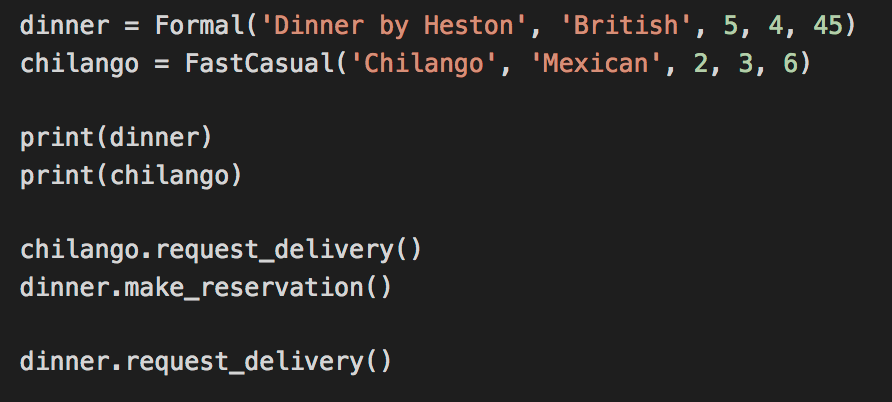 dinner = Formal('Dinner by Heston', 'British', 5, 4, 45)
chilango = FastCasual('Chilango', 'Mexican', 2, 3, 6)
print(dinner)
print(chilango)
chilango.request_delivery()
dinner.make_reservation()
dinner.request_delivery()